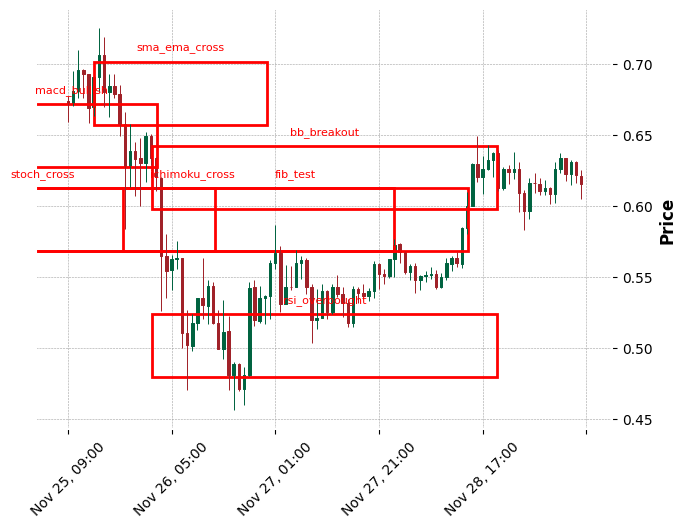 sma_ema_cross
macd_bullish
bb_breakout
stoch_cross
ichimoku_cross
fib_test
rsi_overbought
0.70
0.65
0.60
0.55
0.50
0.45
Price
Nov 25, 09:00
Nov 26, 05:00
Nov 27, 01:00
Nov 27, 21:00
Nov 28, 17:00